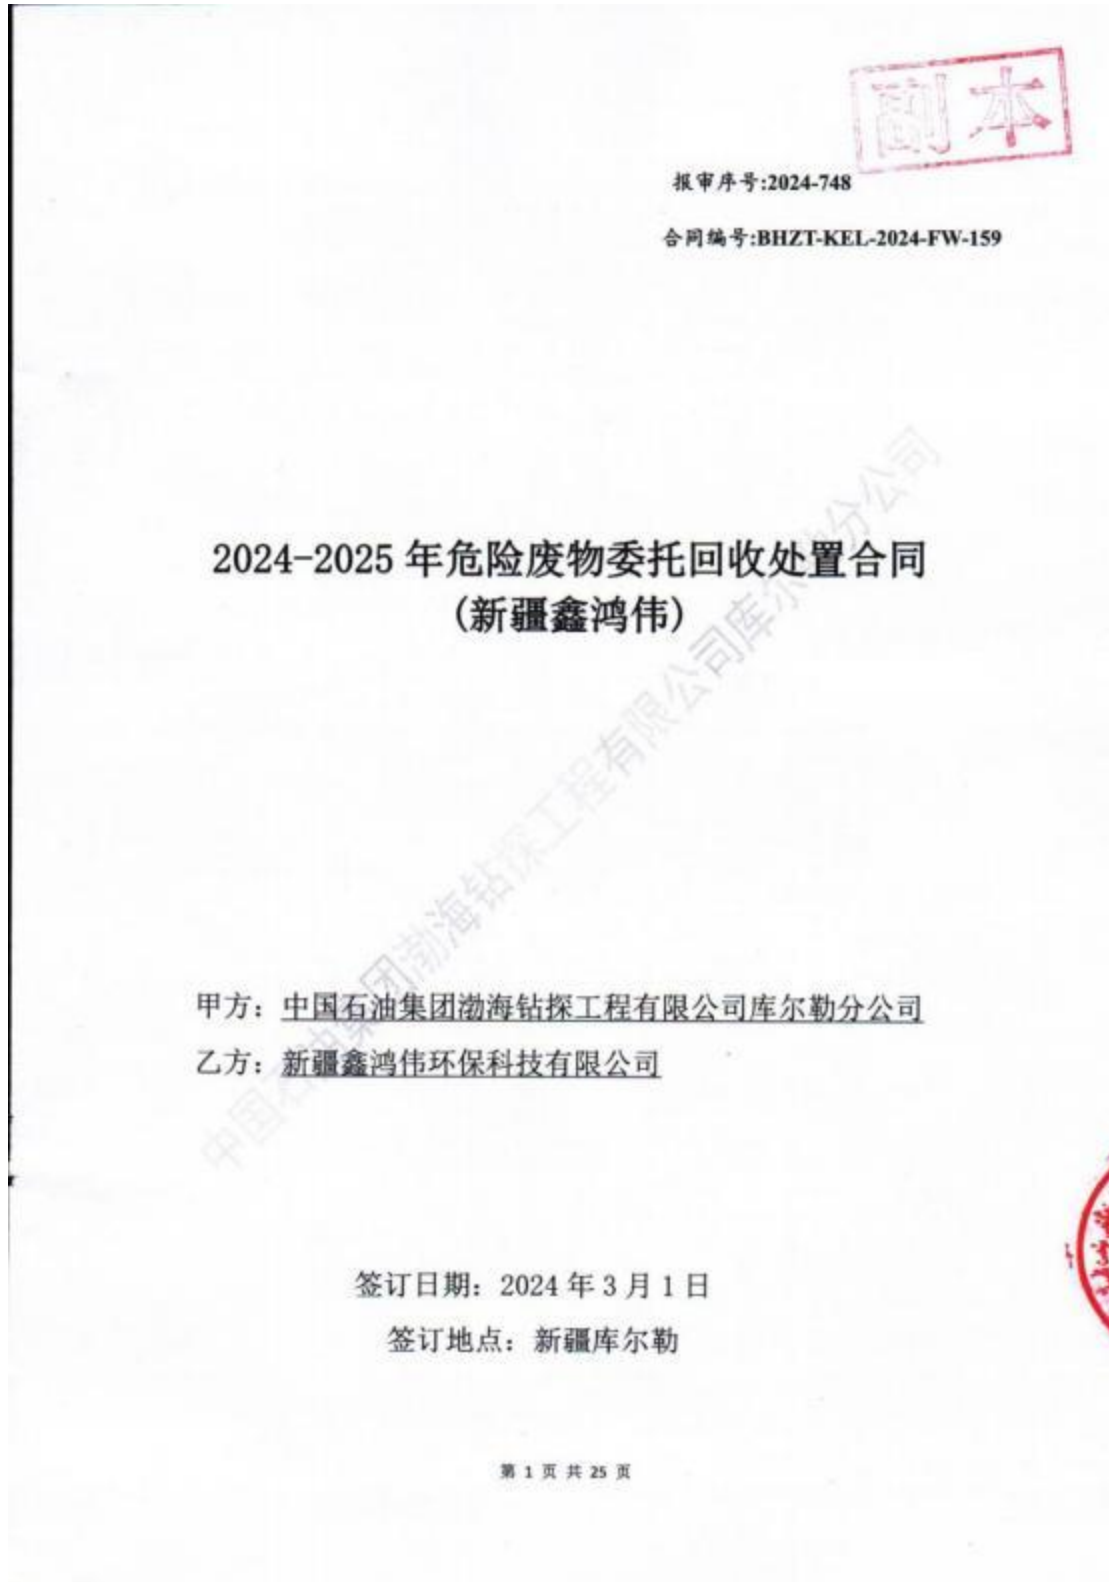 副本
报审序号:2024-748
合同编号:BHZT-KEL-2024-FW-159
2024-2025年危险废物委托回收处置合同
(新疆鑫鸿伟)
中国石油集团渤海钻探工程有限公司库尔勒分公司
甲方：中国石油集团渤海钻探工程有限公司库尔勒分公司
乙方：新疆鑫鸿伟环保科技有限公司
签订日期：2024年3月1日
签订地点：新疆库尔勒
第 1 页 共 25 页